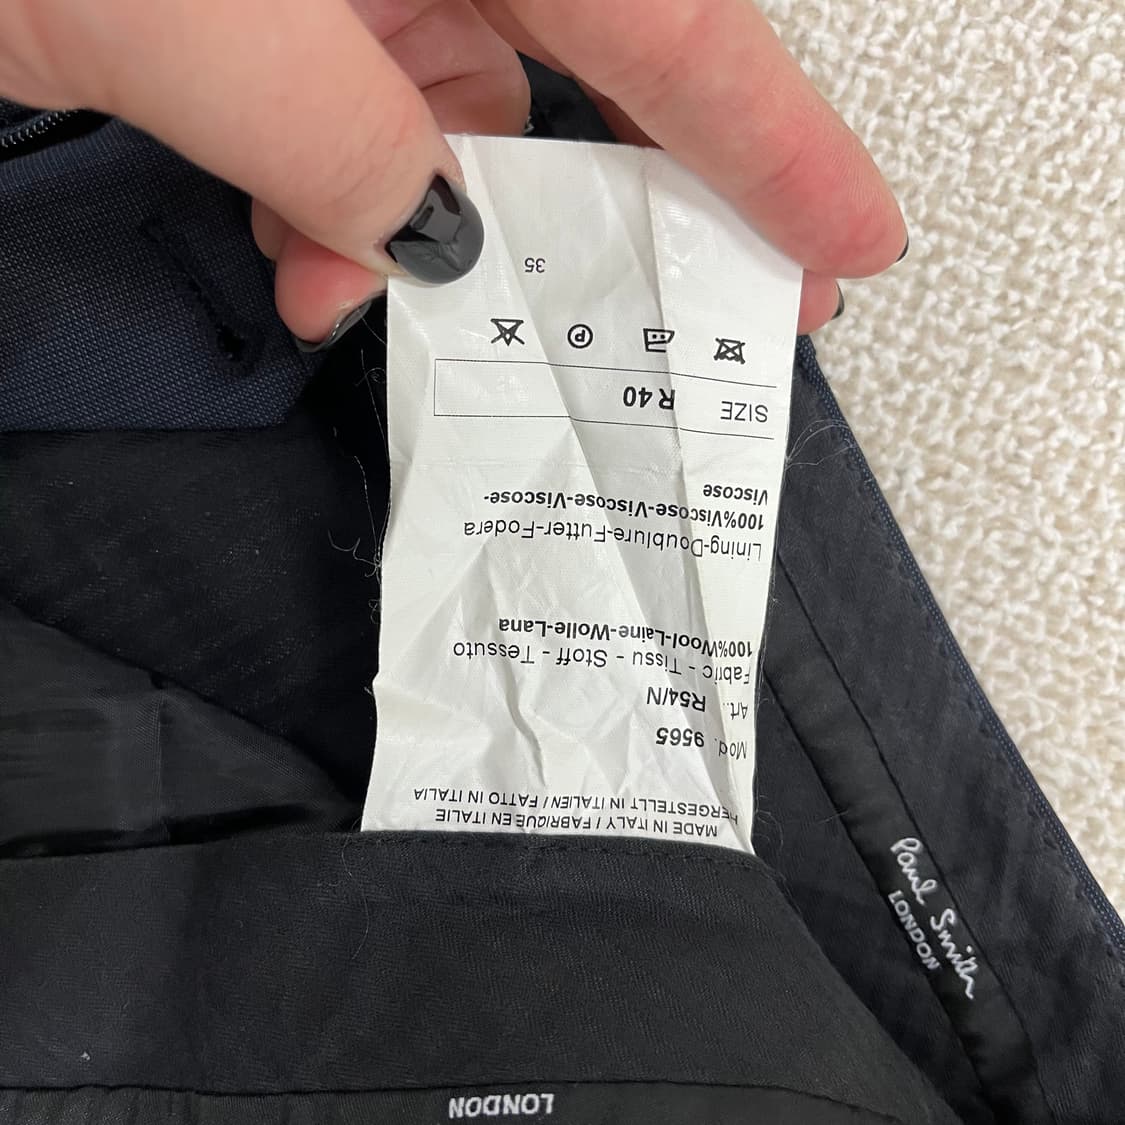 MADE IN ITALY / FABRIQUE EN ITALIE
HERGESTELLT IN ITALIEN / FATTO IN ITALIA
Mod. 9565
Art.. R54/N
Fabric - Tissu - Stoff - Tessuto
100%Wool-Laine-Wolle-Lana
Lining-Doublure-Futter-Fodera
100%Viscose-Viscose-Viscose-
Viscose
SIZE R 40
P
35
Paul Smith
LONDON
LONDON